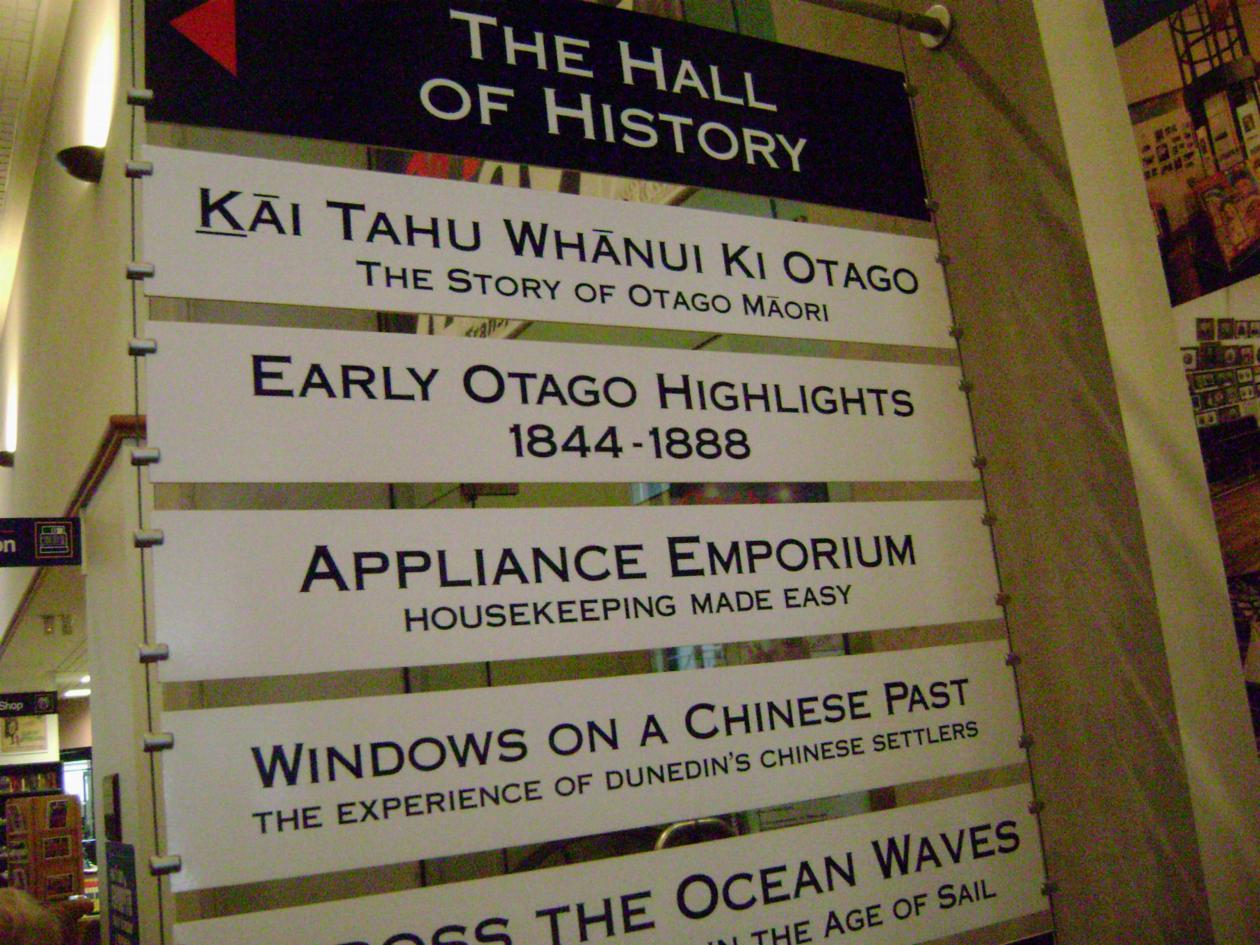 THE HALL
OF HISTORY
KĀI TAHU WHĀNUI KI OTAGO
THE STORY OF OTAGO MĀORI
EARLY OTAGO HIGHLIGHTS
1844-1888
APPLIANCE EMPORIUM
HOUSEKEEPING MADE EASY
WINDOWS ON A CHINESE PAST
THE EXPERIENCE OF DUNEDIN'S CHINESE SETTLERS
THE OCEAN WAVES
IN THE AGE OF SAIL
Shop